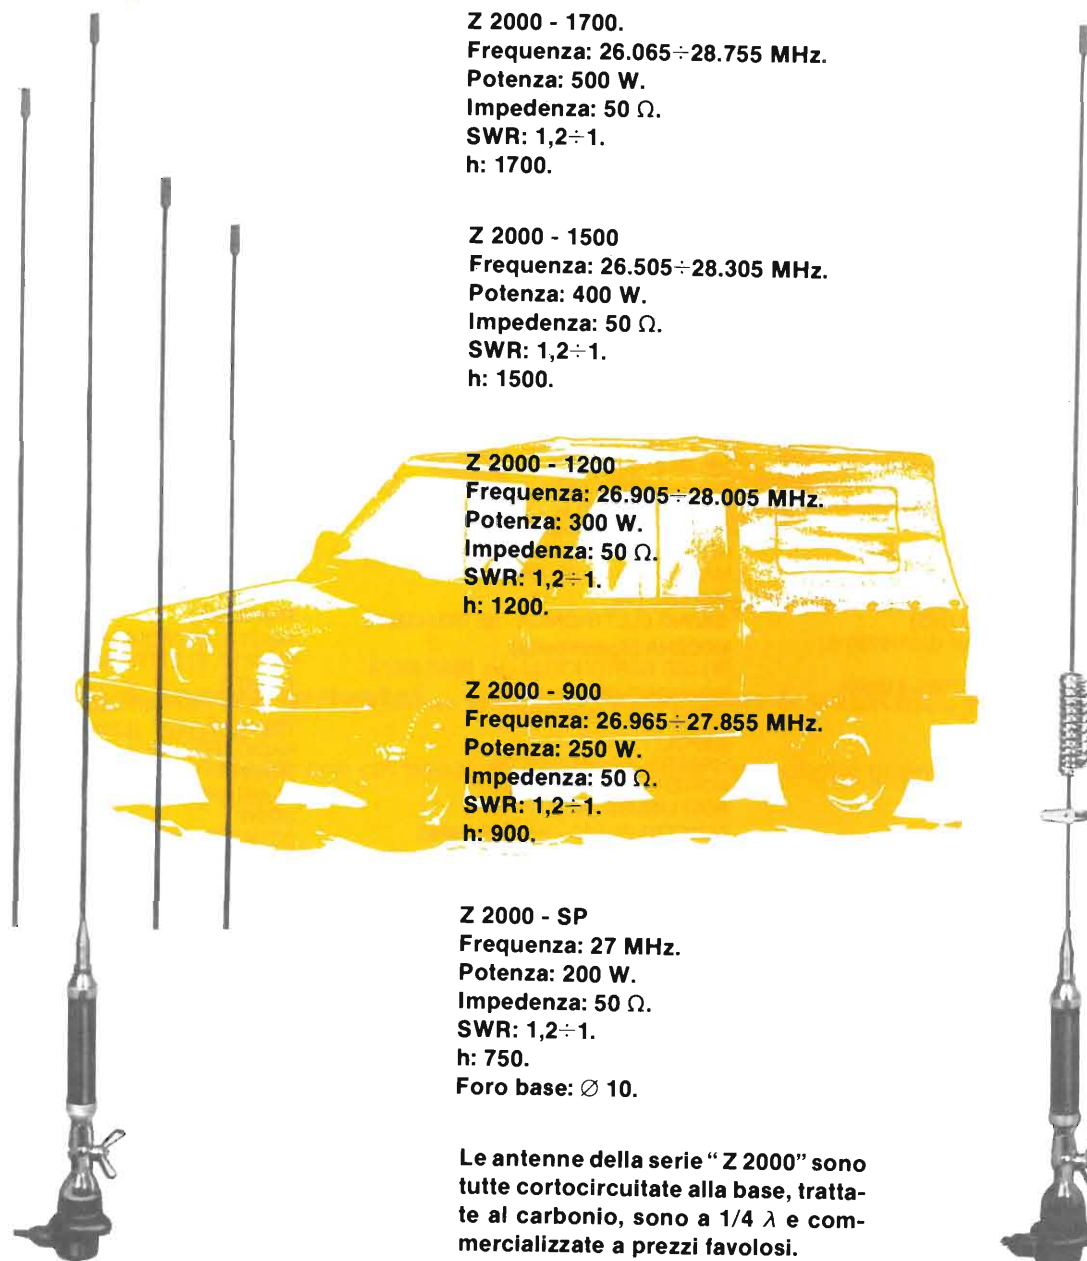 Z 2000 - 1700.
Frequenza: 26.065÷28.755 MHz.
Potenza: 500 W.
Impedenza: 50 Ω.
SWR: 1,2÷1.
h: 1700.
Z 2000 - 1500
Frequenza: 26.505÷28.305 MHz.
Potenza: 400 W.
Impedenza: 50 Ω.
SWR: 1,2÷1.
h: 1500.
Z 2000 - 1200
Frequenza: 26.905÷28.005 MHz.
Potenza: 300 W.
Impedenza: 50 Ω.
SWR: 1,2÷1.
h: 1200.
Z 2000 - 900
Frequenza: 26.965÷27.855 MHz.
Potenza: 250 W.
Impedenza: 50 Ω.
SWR: 1,2÷1.
h: 900.
Z 2000 - SP
Frequenza: 27 MHz.
Potenza: 200 W.
Impedenza: 50 Ω.
SWR: 1,2÷1.
h: 750.
Foro base: ∅ 10.
Le antenne della serie “Z 2000” sono
tutte cortocircuitate alla base, tratta-
te al carbonio, sono a 1/4 λ e com-
mercializzate a prezzi favolosi.